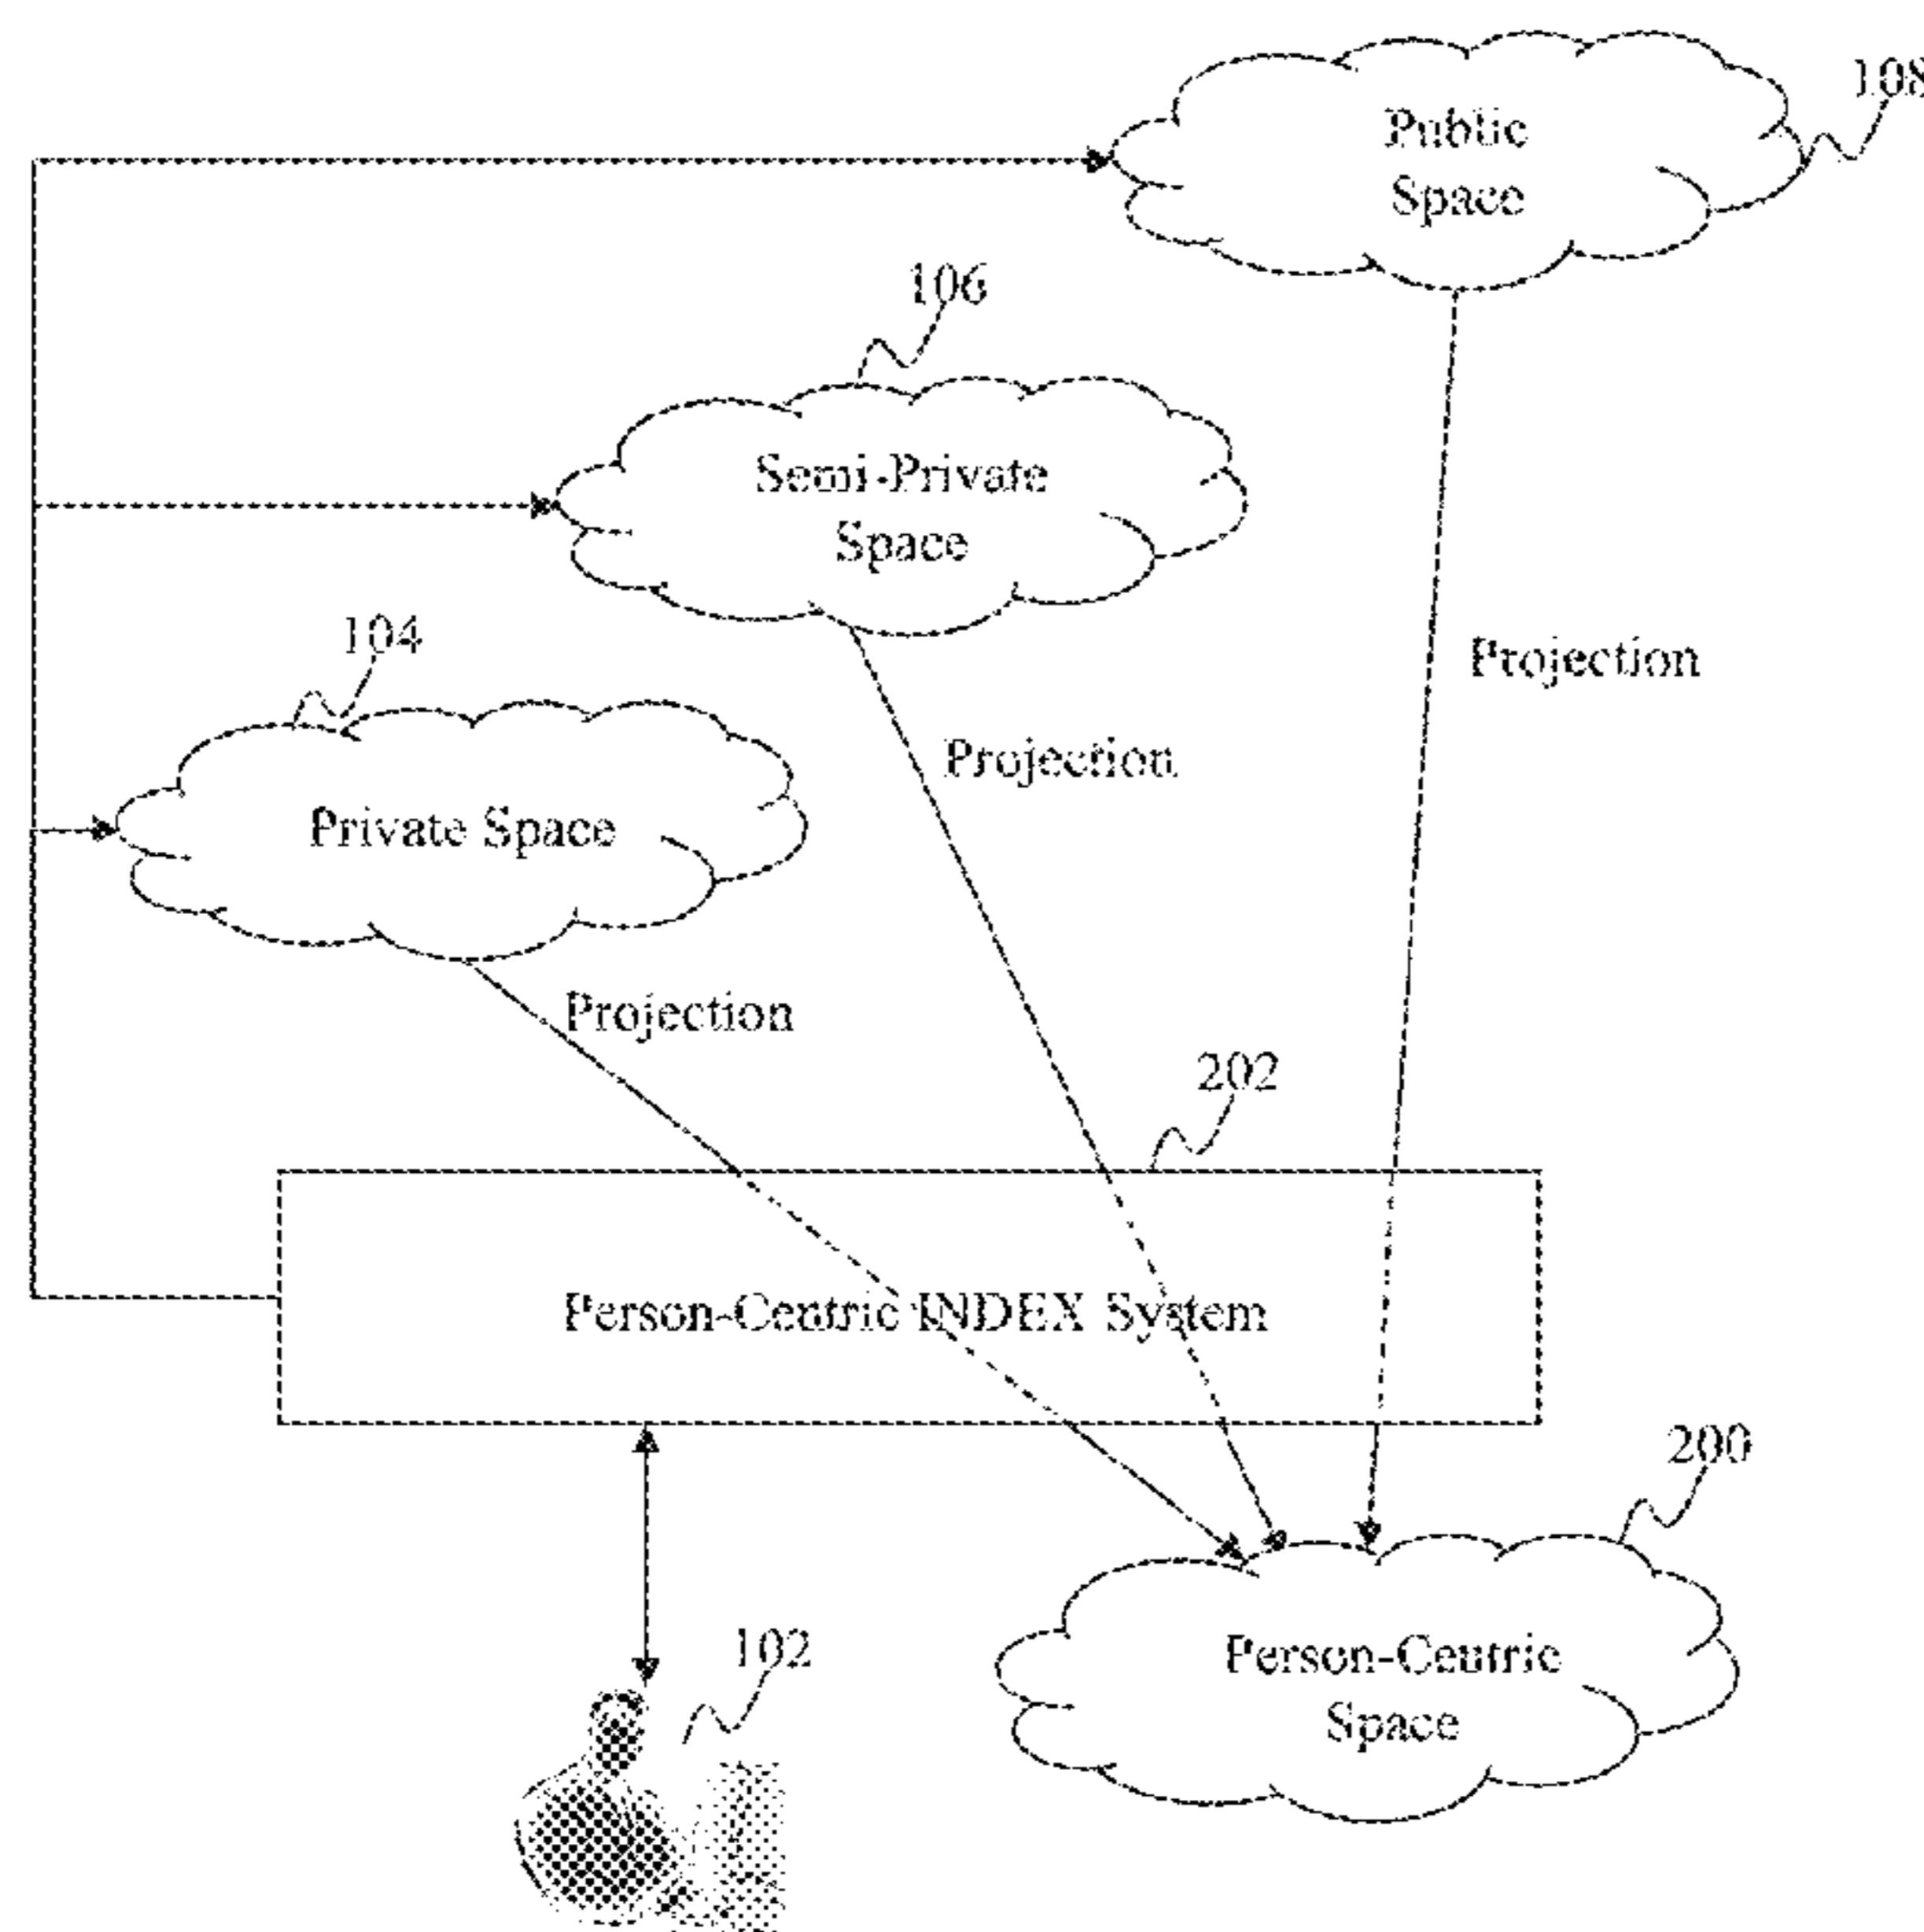 108
Public
Space
106
Semi-Private
Space
104
Projection
Projection
Private Space
Projection
202
Person-Centric INDEX System
200
102
Person-Centric
Space